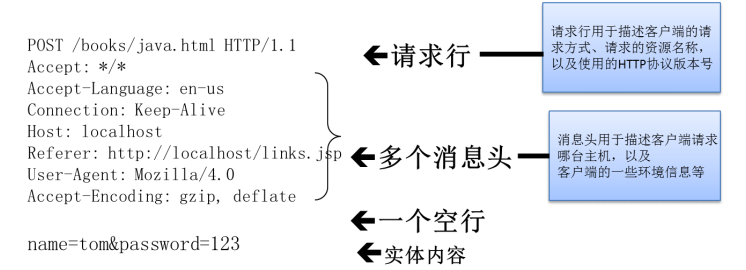 POST /books/java.html HTTP/1.1
Accept: */*
Accept-Language: en-us
Connection: Keep-Alive
Host: localhost
Referer: http://localhost/links.jsp
User-Agent: Mozilla/4.0
Accept-Encoding: gzip, deflate
name=tom&password=123
请求行
多个消息头
一个空行
实体内容
请求行用于描述客户端的请
求方式、请求的资源名称，
以及使用的HTTP协议版本号
消息头用于描述客户端请求
哪台主机，以及
客户端的一些环境信息等